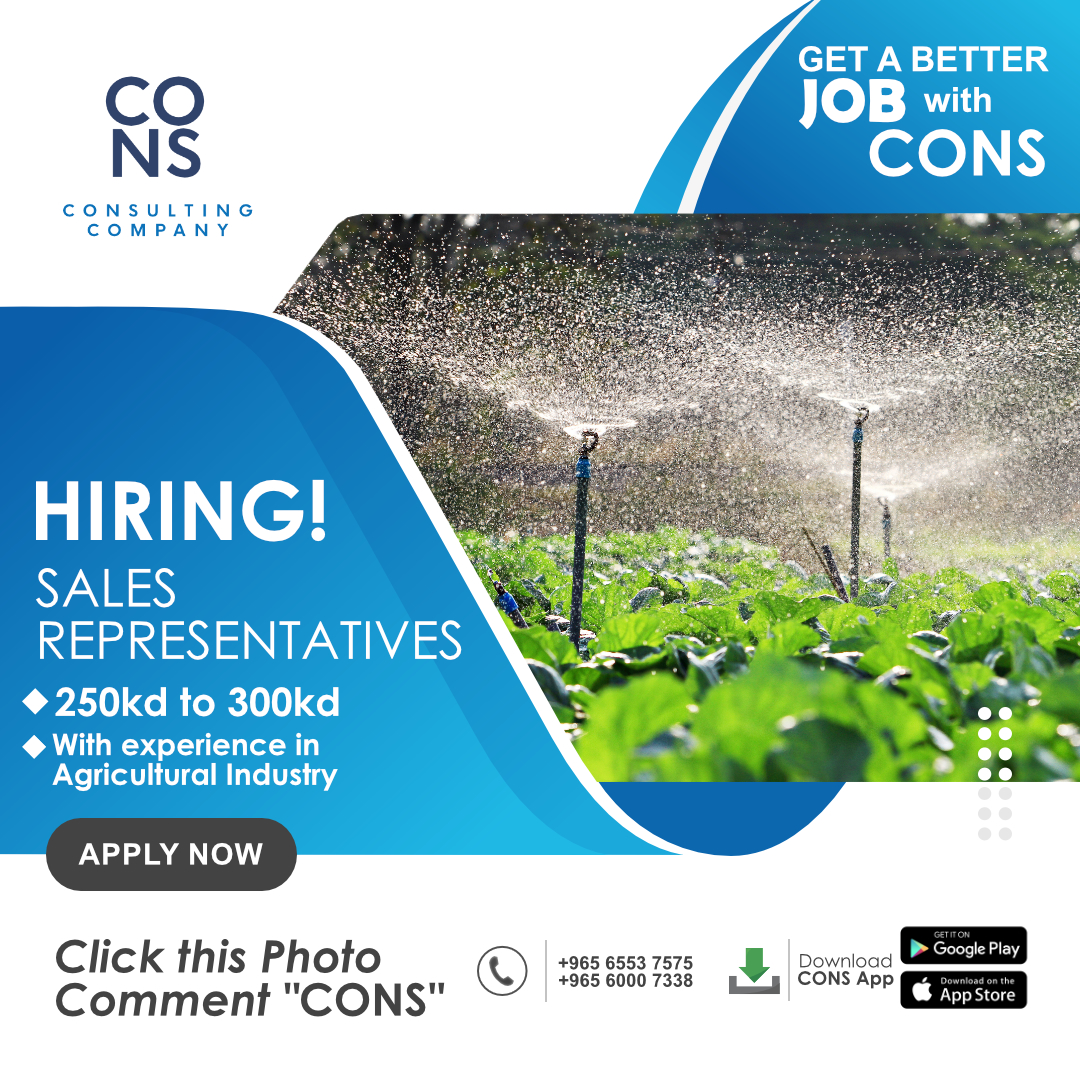 CO
NS
CONSULTING
COMPANY
GET A BETTER
JOB with
CONS
HIRING!
SALES
REPRESENTATIVES
250kd to 300kd
With experience in
Agricultural Industry
APPLY NOW
Click this Photo
Comment "CONS"
+965 6553 7575
+965 6000 7338
Download
CONS App
GET IT ON
Google Play
Download on the
App Store